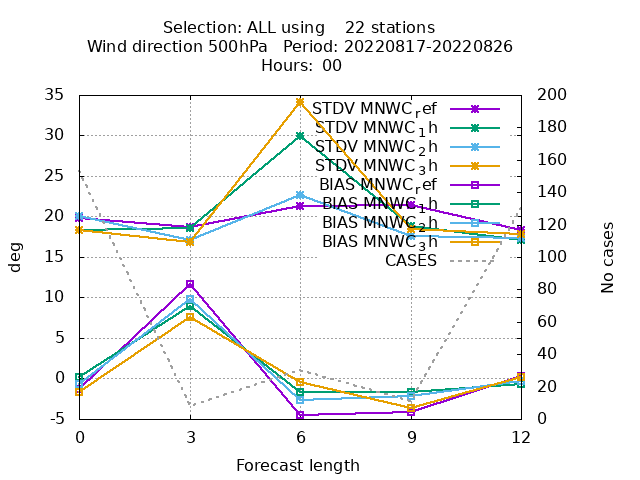 Selection: ALL using    22 stations
Wind direction 500hPa   Period: 20220817-20220826
Hours: 00
35
30
25
20
15
10
5
0
-5
200
180
160
140
120
100
80
60
40
20
0
deg
No cases
STDV MNWC_ref
STDV MNWC_1h
STDV MNWC_2h
STDV MNWC_3h
BIAS MNWC_ref
BIAS MNWC_1h
BIAS MNWC_2h
BIAS MNWC_3h
CASES
0 3 6 9 12
Forecast length